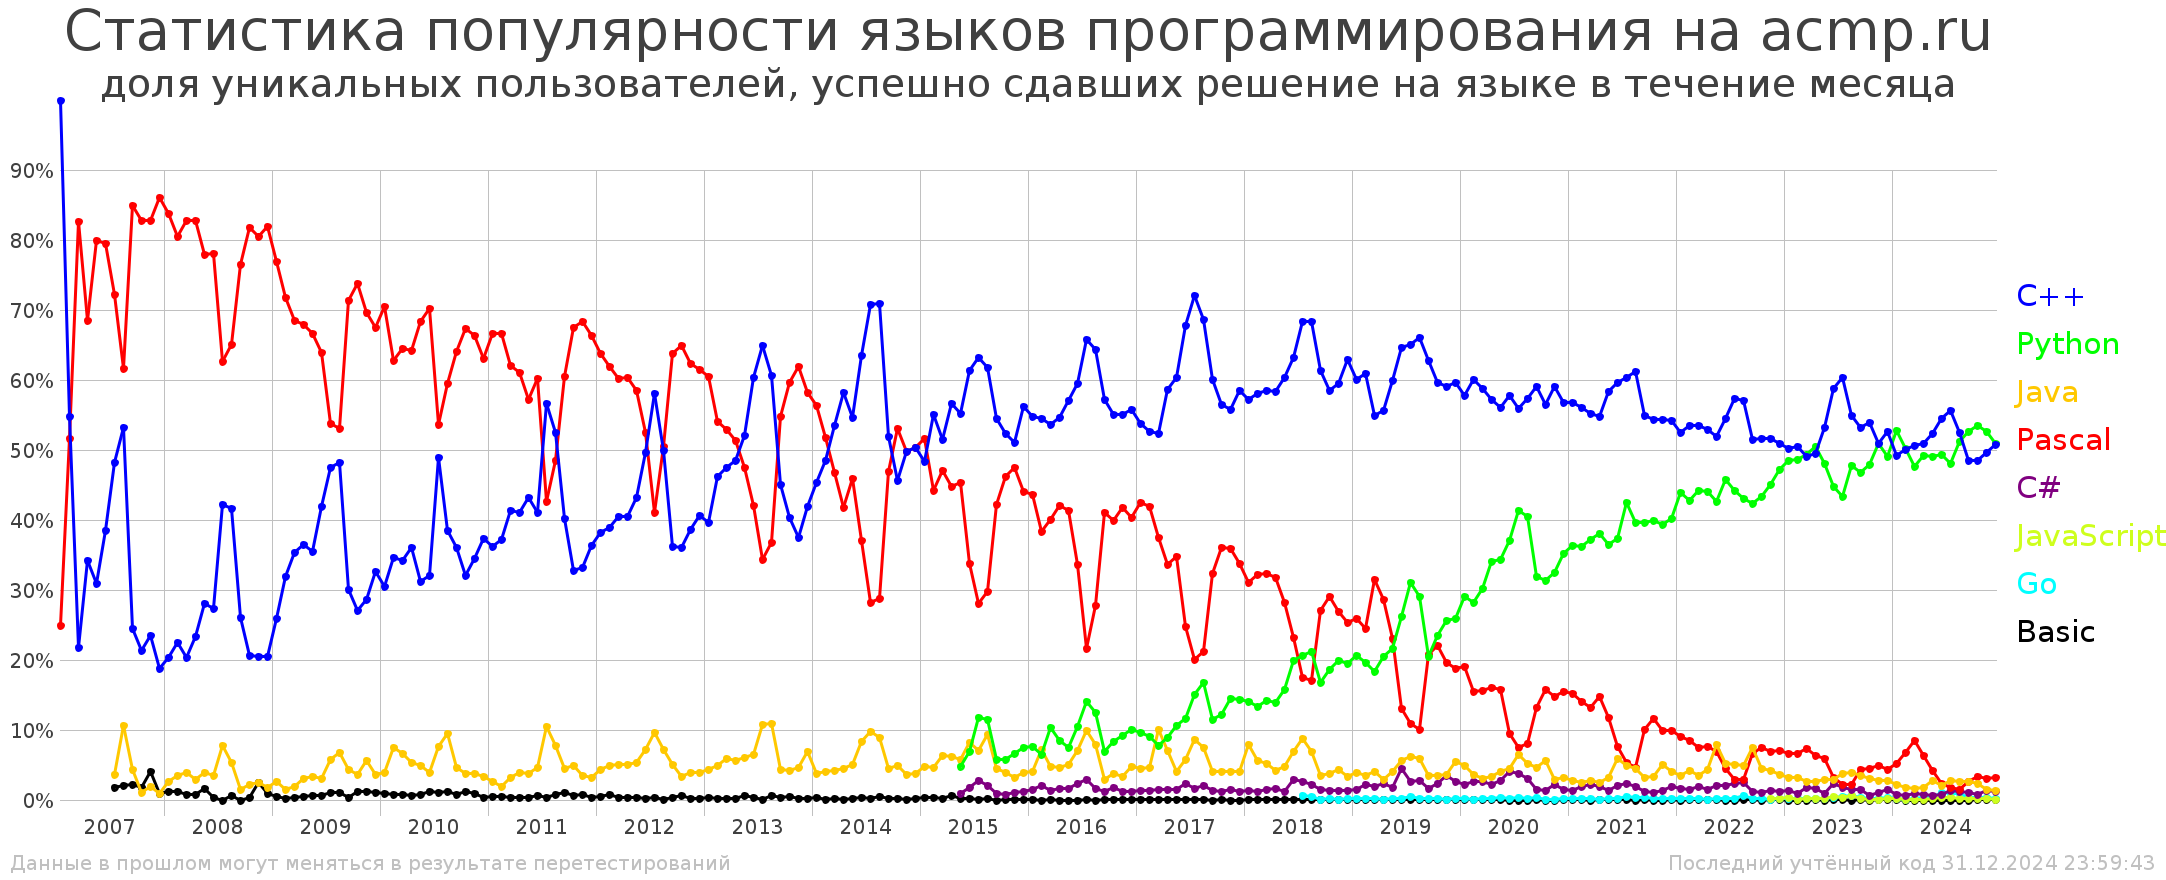 Статистика популярности языков программирования на acmp.ru
доля уникальных пользователей, успешно сдавших решение на языке в течение месяца
90%
80%
70%
60%
50%
40%
30%
20%
10%
0%
C++
Python
Java
Pascal
C#
JavaScript
Go
Basic
2007 2008 2009 2010 2011 2012 2013 2014 2015 2016 2017 2018 2019 2020 2021 2022 2023 2024
Данные в прошлом могут меняться в результате перетестирований
Последний учтённый код 31.12.2024 23:59:43